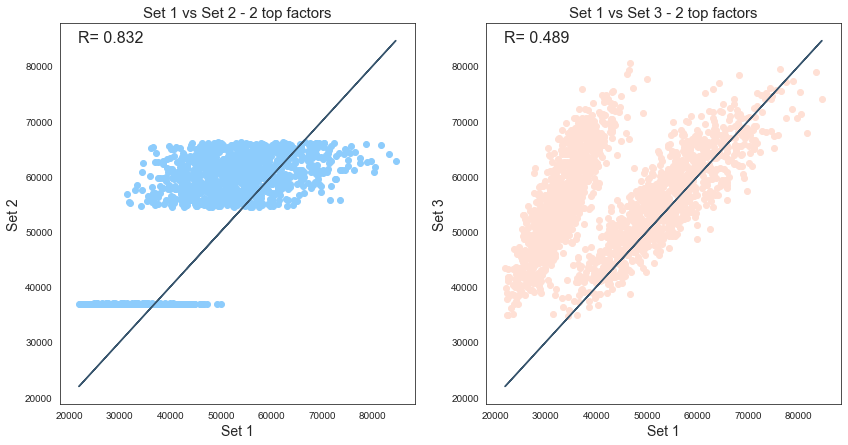 Set 1 vs Set 2 - 2 top factors
R= 0.832
80000
70000
60000
50000
40000
30000
20000
Set 2
20000 30000 40000 50000 60000 70000 80000
Set 1
Set 1 vs Set 3 - 2 top factors
R= 0.489
80000
70000
60000
50000
40000
30000
20000
Set 3
20000 30000 40000 50000 60000 70000 80000
Set 1